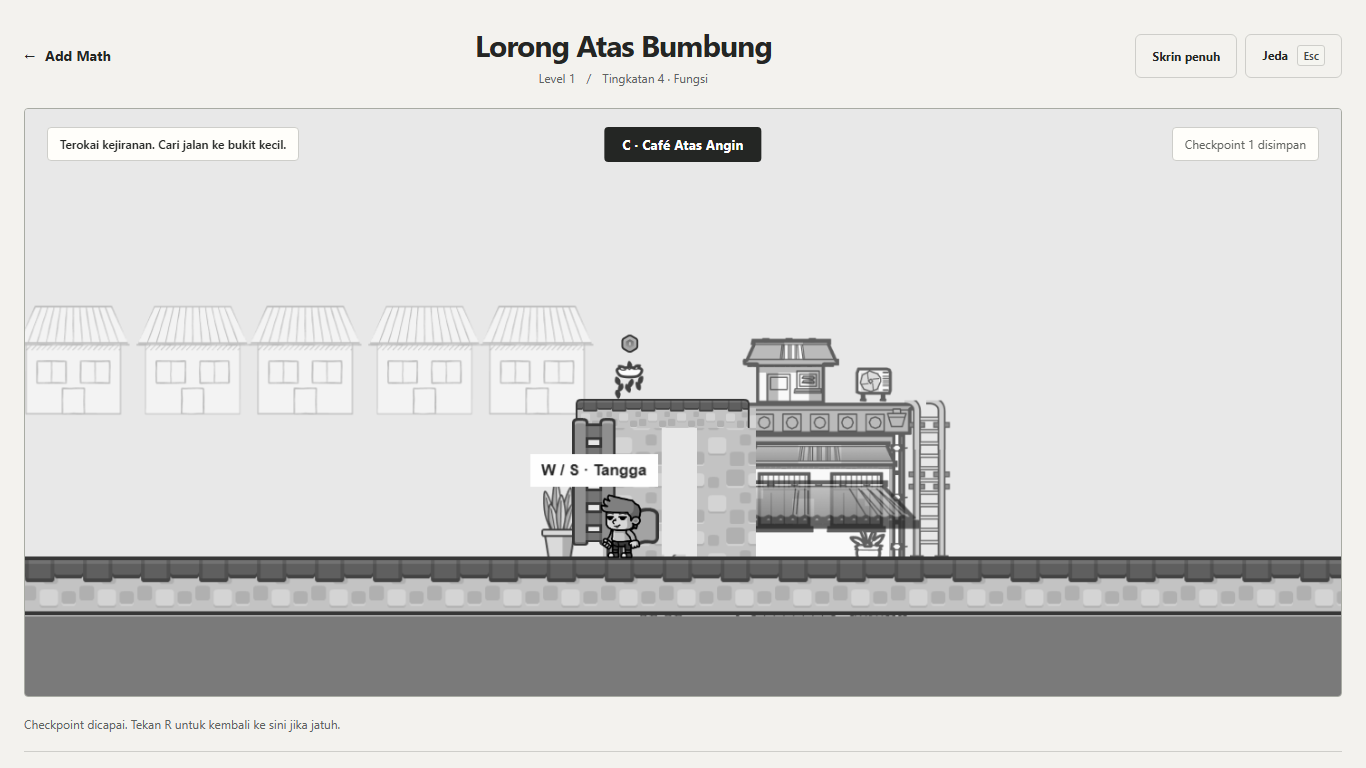 ← Add Math
Lorong Atas Bumbung
Level 1 / Tingkatan 4 · Fungsi
Skrin penuh
Jeda Esc
Terokai kejiranan. Cari jalan ke bukit kecil.
C · Café Atas Angin
Checkpoint 1 disimpan
W / S · Tangga
Checkpoint dicapai. Tekan R untuk kembali ke sini jika jatuh.